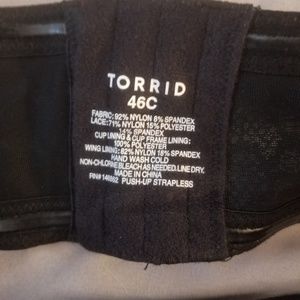 TORRID
46C
FABRIC: 92% NYLON 8% SPANDEX
LACE: 71% NYLON 15% POLYESTER
14% SPANDEX
CUP LINING & CUP FRAME LINING:
100% POLYESTER
WING LINING: 82% NYLON 18% SPANDEX
HAND WASH COLD
NON-CHLORINE BLEACH AS NEEDED. LINE DRY.
MADE IN CHINA
PUSH-UP STRAPLESS